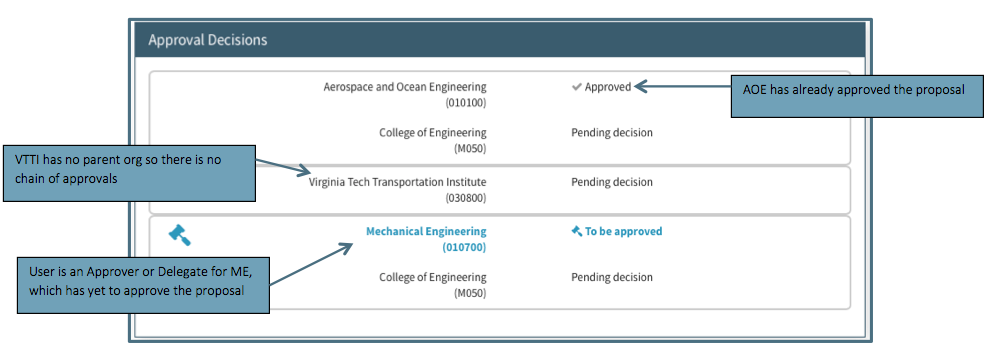 Approval Decisions
Aerospace and Ocean Engineering
(010100)
Approved
AOE has already approved the proposal
College of Engineering
(M050)
Pending decision
VTTI has no parent org so there is no
chain of approvals
Virginia Tech Transportation Institute
(030800)
Pending decision
Mechanical Engineering
(010700)
To be approved
User is an Approver or Delegate for ME,
which has yet to approve the proposal
College of Engineering
(M050)
Pending decision